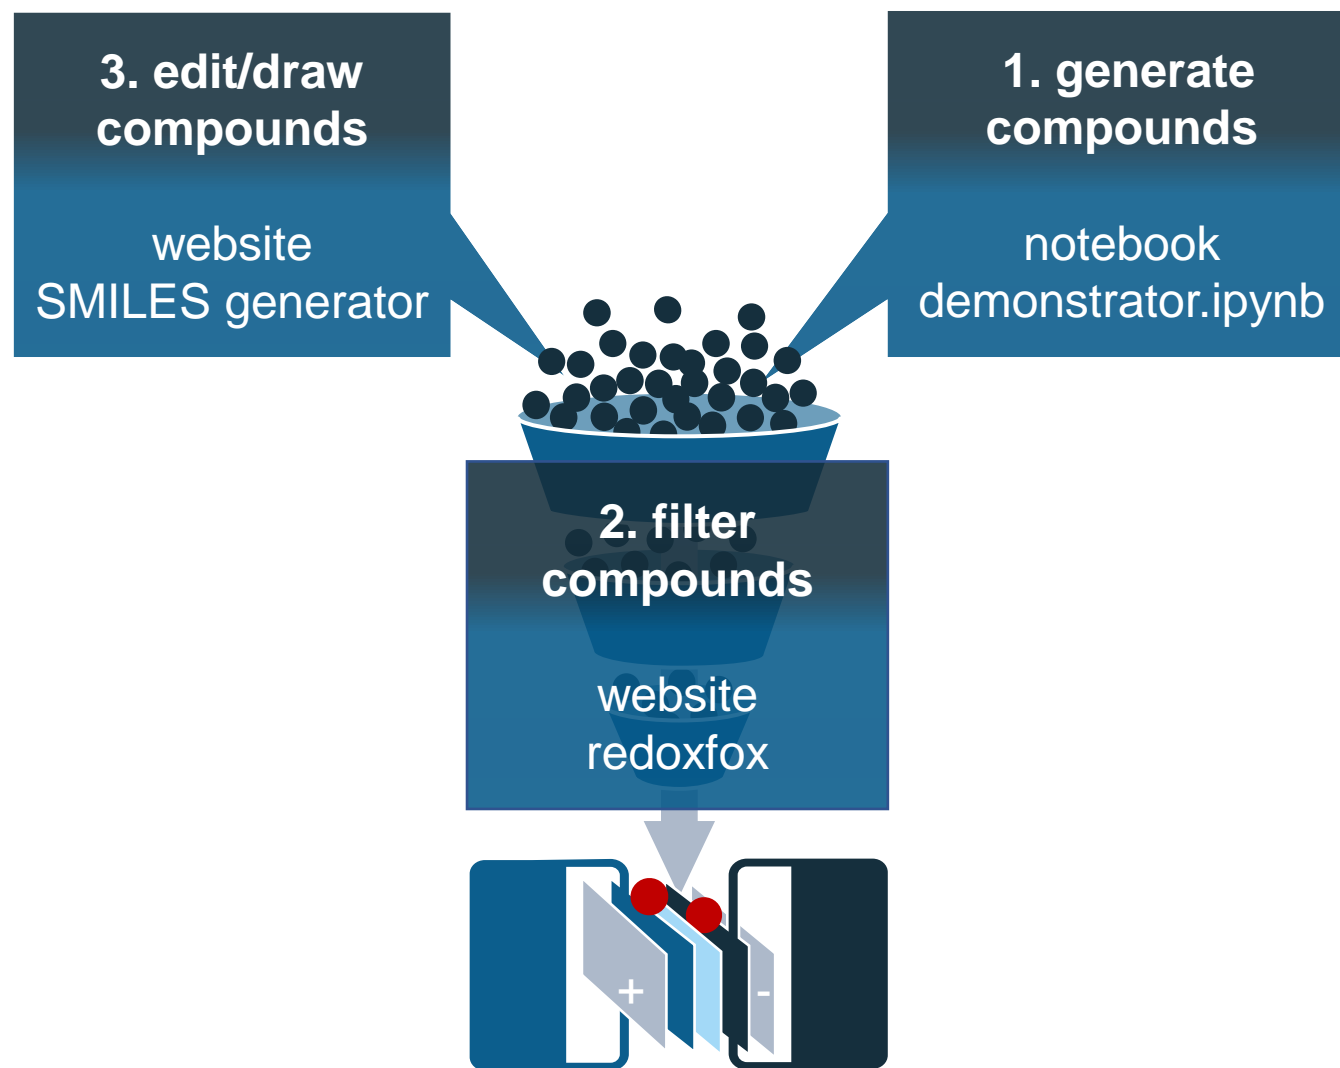 3. edit/draw
compounds
website
SMILES generator
1. generate
compounds
notebook
demonstrator.ipynb
2. filter
compounds
website
redoxfox
+
-